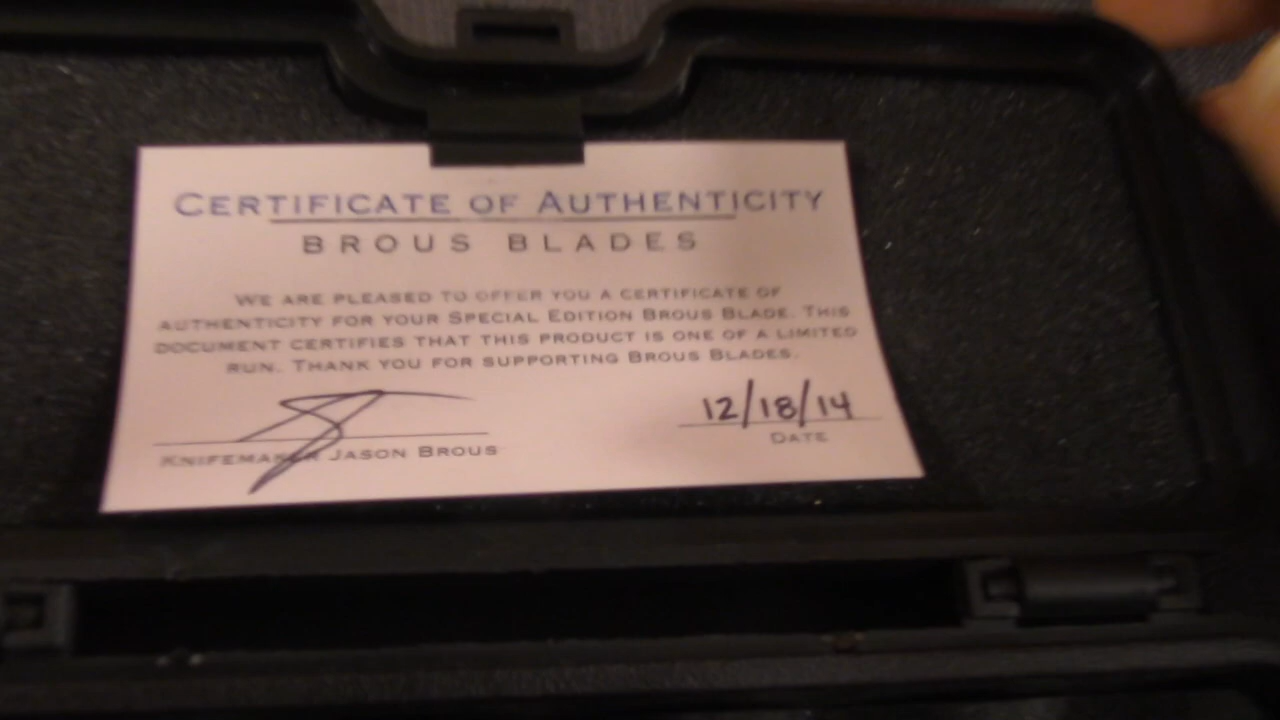 CERTIFICATE OF AUTHENTICITY
BROUS BLADES
WE ARE PLEASED TO OFFER YOU A CERTIFICATE OF
AUTHENTICITY FOR YOUR SPECIAL EDITION BROUS BLADE. THIS
DOCUMENT CERTIFIES THAT THIS PRODUCT IS ONE OF A LIMITED
RUN. THANK YOU FOR SUPPORTING BROUS BLADES.
12/18/14
KNIFEMAKER JASON BROUS
DATE